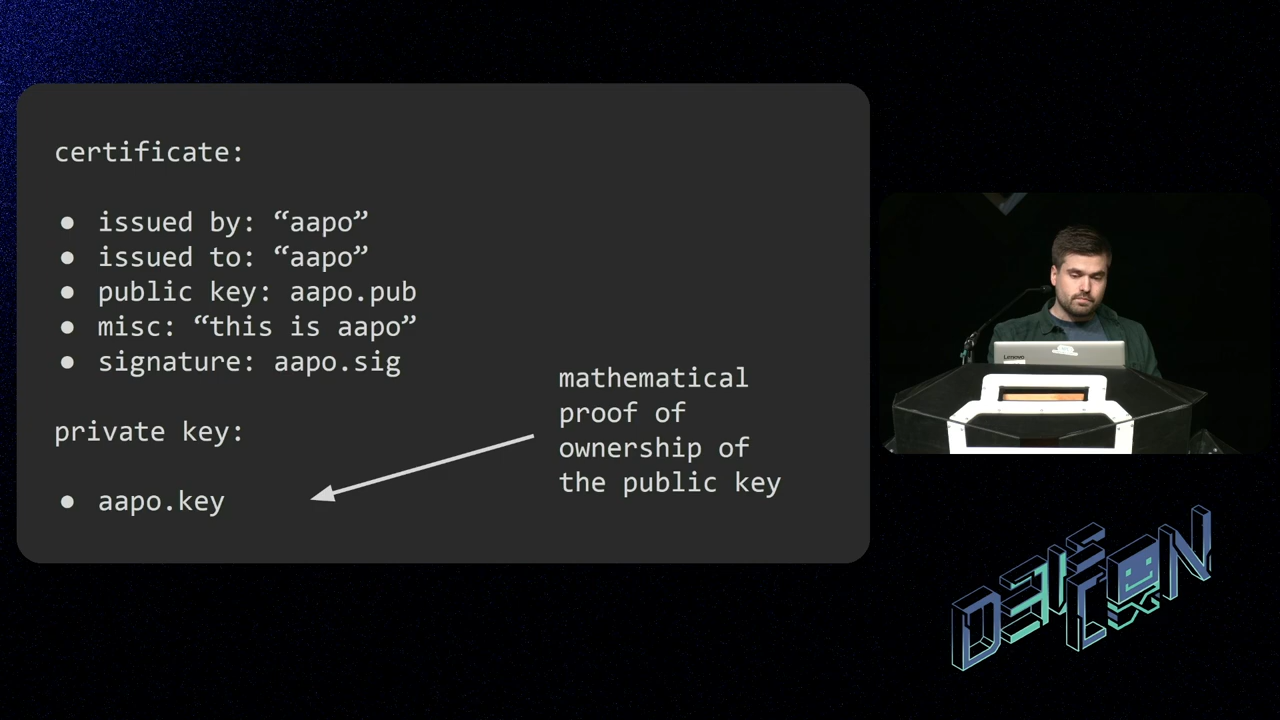 certificate:
● issued by: “aapo”
● issued to: “aapo”
● public key: aapo.pub
● misc: “this is aapo”
● signature: aapo.sig
private key:
● aapo.key
mathematical
proof of
ownership of
the public key
Lenovo
DEF
CON